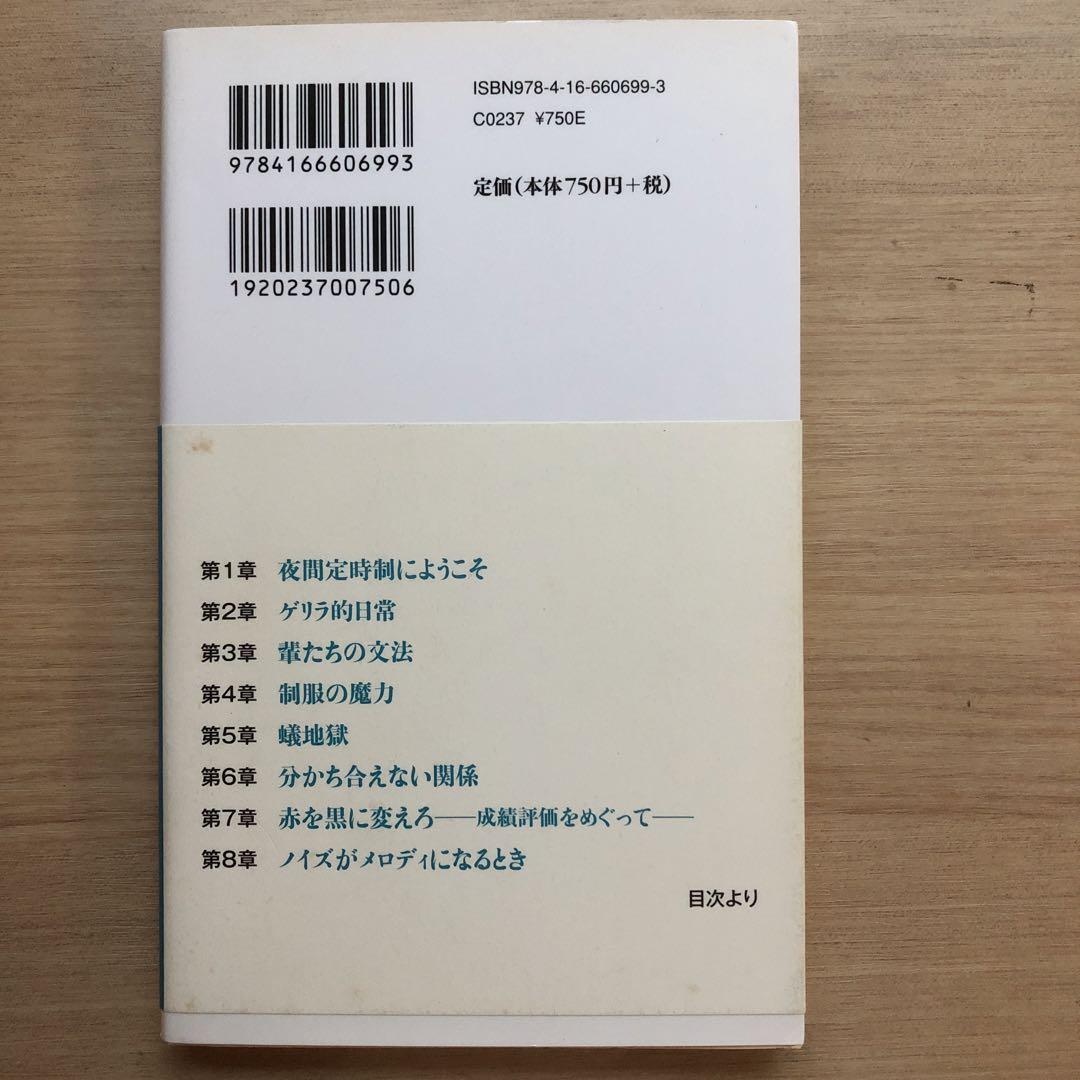 ISBN978-4-16-660699-3
C0237 ¥750E
9784166606993
定価(本体750円+税)
1920237007506
第1章 夜間定時制にようこそ
第2章 ゲリラ的日常
第3章 輩たちの文法
第4章 制服の魔力
第5章 蟻地獄
第6章 分かち合えない関係
第7章 赤を黒に変えろ――成績評価をめぐって――
第8章 ノイズがメロディになるとき
目次より